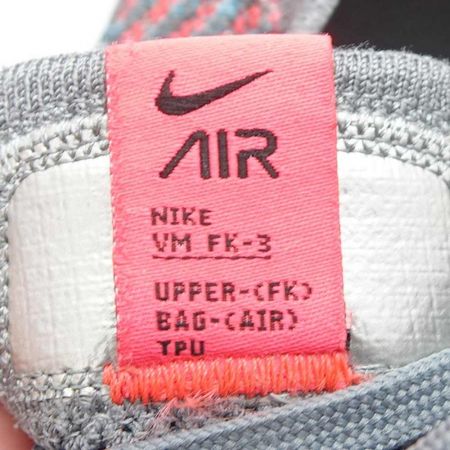 AIR
NIKE
VM FK-3
UPPER-(FK)
BAG-(AIR)
TPU